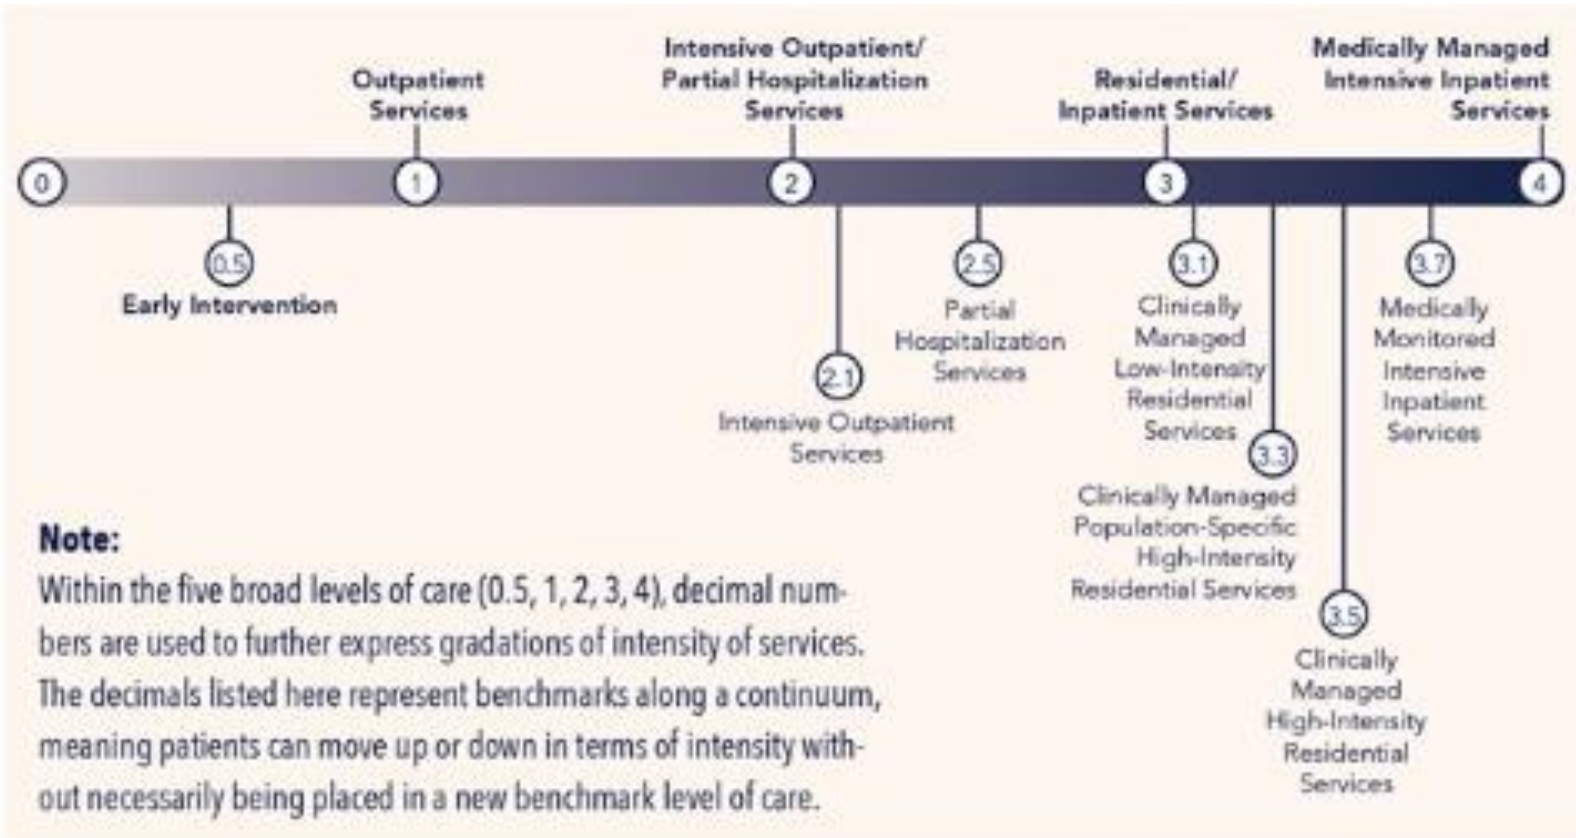 Outpatient
Services
Intensive Outpatient/
Partial Hospitalization
Services
Residential/
Inpatient Services
Medically Managed
Intensive Inpatient
Services
0
1
2
3
4
0.5
Early Intervention
2.1
Intensive Outpatient
Services
2.5
Partial
Hospitalization
Services
3.1
Clinically
Managed
Low-Intensity
Residential
Services
3.3
Clinically Managed
Population-Specific
High-Intensity
Residential Services
3.5
Clinically
Managed
High-Intensity
Residential
Services
3.7
Medically
Monitored
Intensive
Inpatient
Services
Note:
Within the five broad levels of care (0.5, 1, 2, 3, 4), decimal num-
bers are used to further express gradations of intensity of services.
The decimals listed here represent benchmarks along a continuum,
meaning patients can move up or down in terms of intensity with-
out necessarily being placed in a new benchmark level of care.